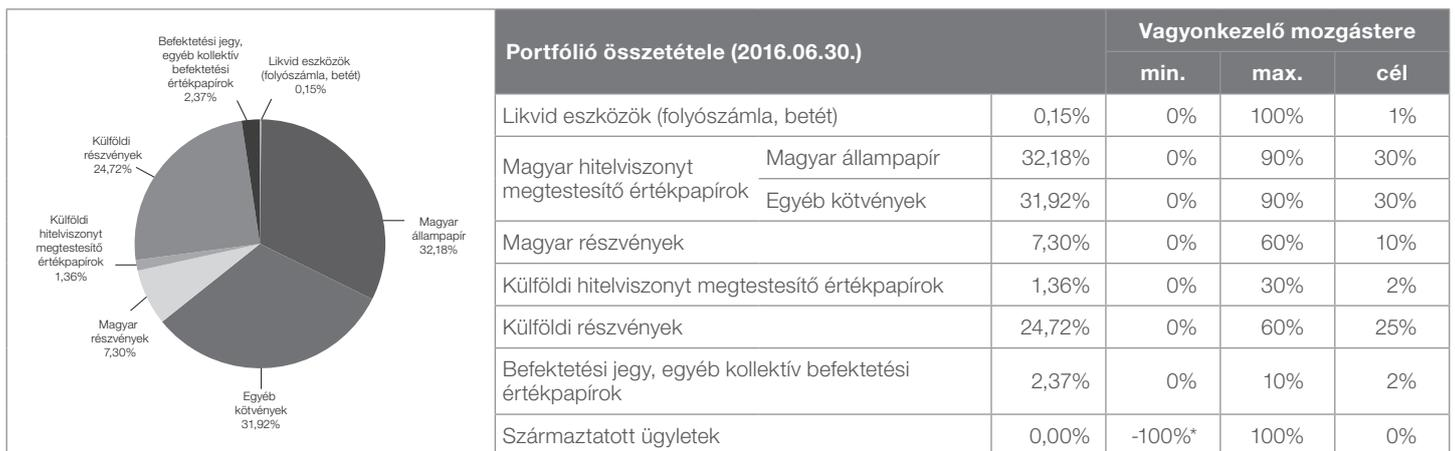 Befektetési jegy,
egyéb kollektív
befektetési
értékpapírok
2,37%
Likvid eszközök
(folyószámla, betét)
0,15%
Külföldi
részvények
24,72%
Külföldi
hitelviszonyt
megtestesítő
értékpapírok
1,36%
Magyar
részvények
7,30%
Egyéb
kötvények
31,92%
Magyar
állampapír
32,18%
Portfólió összetétele (2016.06.30.)
Vagyonkezelő mozgástere
min. max. cél
Likvid eszközök (folyószámla, betét) 0,15% 0% 100% 1%
Magyar hitelviszonyt
megtestesítő értékpapírok
Magyar állampapír 32,18% 0% 90% 30%
Egyéb kötvények 31,92% 0% 90% 30%
Magyar részvények 7,30% 0% 60% 10%
Külföldi hitelviszonyt megtestesítő értékpapírok 1,36% 0% 30% 2%
Külföldi részvények 24,72% 0% 60% 25%
Befektetési jegy, egyéb kollektív befektetési
értékpapírok 2,37% 0% 10% 2%
Származtatott ügyletek 0,00% -100%* 100% 0%